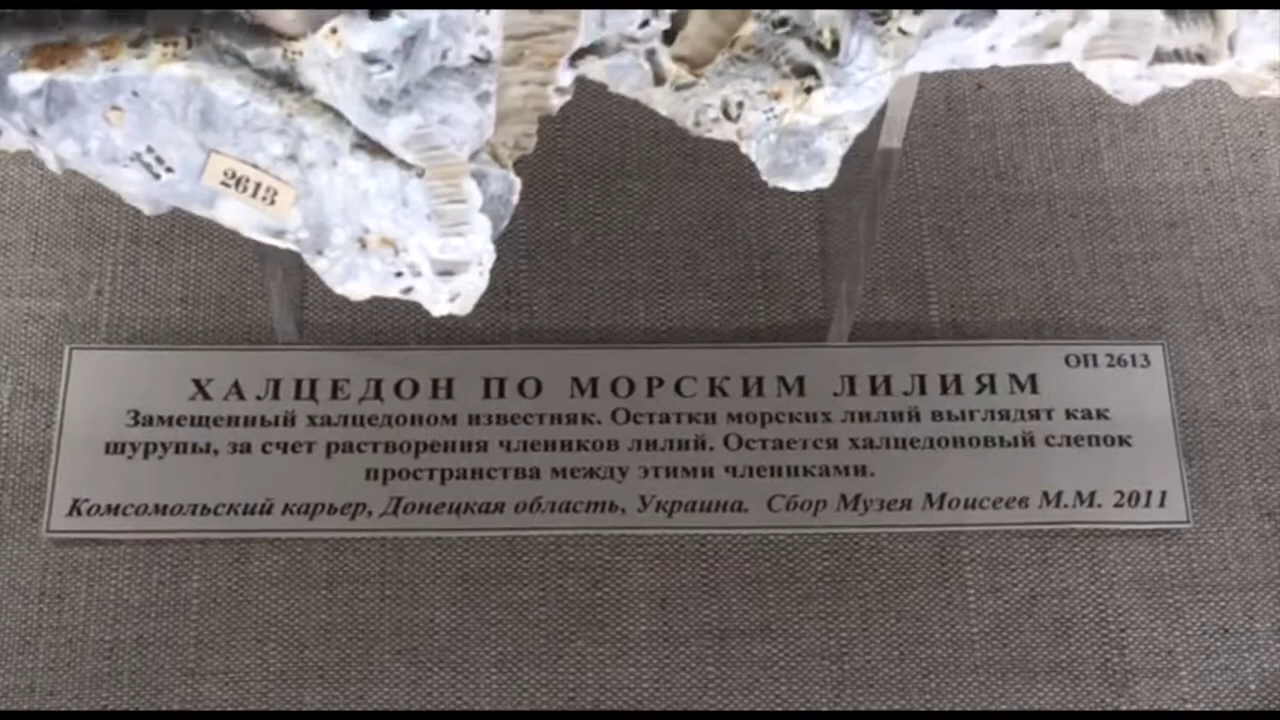 2613
ОП 2613
ХАЛЦЕДОН ПО МОРСКИМ ЛИЛИЯМ
Замещенный халцедоном известняк. Остатки морских лилий выглядят как
шурупы, за счет растворения члеников лилий. Остается халцедоновый слепок
пространства между этими члениками.
Комсомольский карьер, Донецкая область, Украина. Сбор Музея Моисеев М.М. 2011